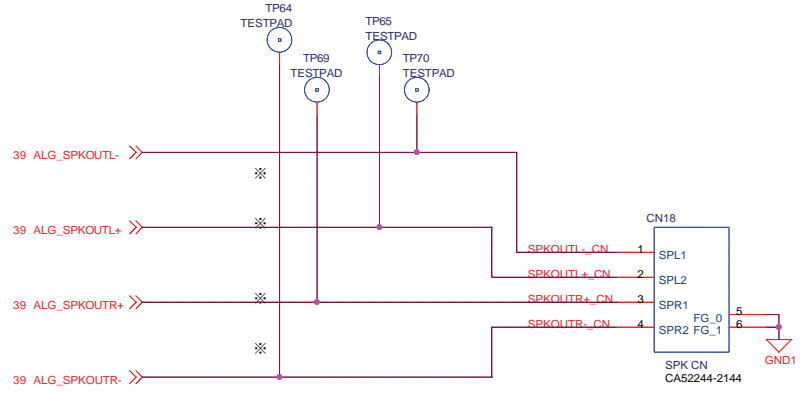 TP64
TESTPAD
TP65
TESTPAD
TP69
TESTPAD
TP70
TESTPAD
39 ALG_SPKOUTL-
※
39 ALG_SPKOUTL+
※
CN18
SPKOUTL-_CN 1 SPL1
SPKOUTL+_CN 2 SPL2
39 ALG_SPKOUTR+
※
SPKOUTR+_CN 3 SPR1
FG_0 5
SPKOUTR-_CN 4 SPR2 FG_1 6
※
GND1
SPK CN
CA52244-2144
39 ALG_SPKOUTR-